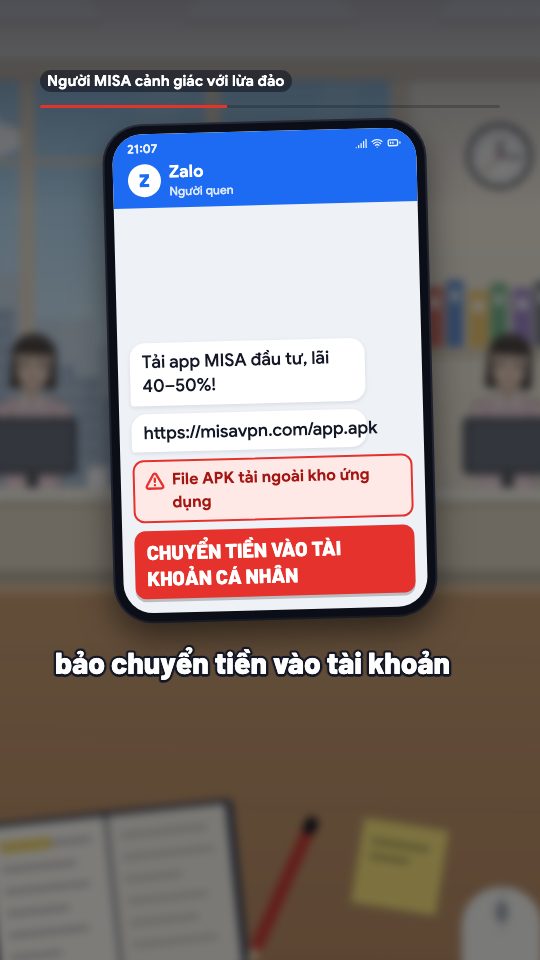 Người MISA cảnh giác với lừa đảo
21:07
Z
Zalo
Người quen
Tải app MISA đầu tư, lãi
40–50%!
https://misavpn.com/app.apk
File APK tải ngoài kho ứng
dụng
CHUYỂN TIỀN VÀO TÀI
KHOẢN CÁ NHÂN
bảo chuyển tiền vào tài khoản